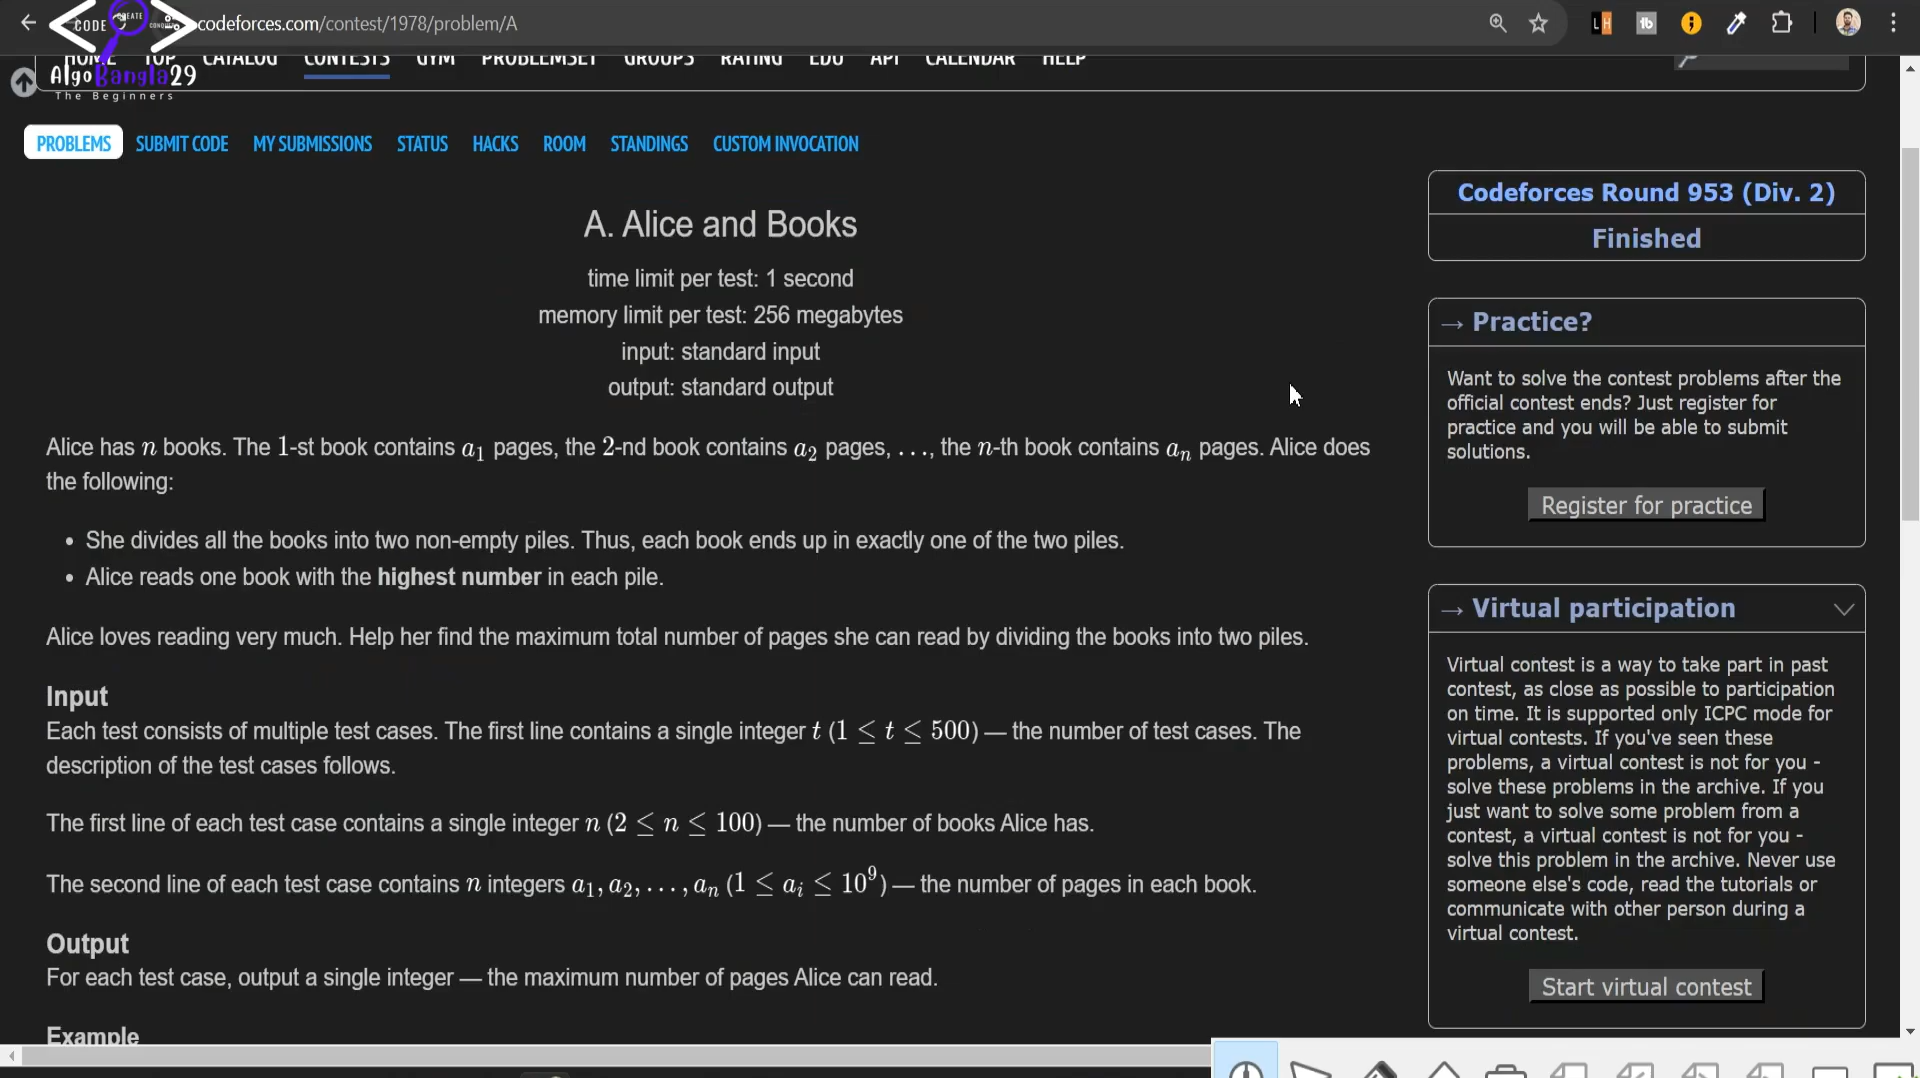 CODE CREATE CONQUER
codeforces.com/contest/1978/problem/A
AlgoBangla29
The Beginners
HOME TOP CATALOG CONTESTS GYM PROBLEMSET GROUPS RATING EDU API CALENDAR HELP
PROBLEMS SUBMIT CODE MY SUBMISSIONS STATUS HACKS ROOM STANDINGS CUSTOM INVOCATION
A. Alice and Books
time limit per test: 1 second
memory limit per test: 256 megabytes
input: standard input
output: standard output
Alice has n books. The 1-st book contains a₁ pages, the 2-nd book contains a₂ pages, ..., the n-th book contains aₙ pages. Alice does
the following:
• She divides all the books into two non-empty piles. Thus, each book ends up in exactly one of the two piles.
• Alice reads one book with the highest number in each pile.
Alice loves reading very much. Help her find the maximum total number of pages she can read by dividing the books into two piles.
Input
Each test consists of multiple test cases. The first line contains a single integer t (1 ≤ t ≤ 500) — the number of test cases. The
description of the test cases follows.
The first line of each test case contains a single integer n (2 ≤ n ≤ 100) — the number of books Alice has.
The second line of each test case contains n integers a₁, a₂, ..., aₙ (1 ≤ aᵢ ≤ 10⁹) — the number of pages in each book.
Output
For each test case, output a single integer — the maximum number of pages Alice can read.
Example
Codeforces Round 953 (Div. 2)
Finished
→ Practice?
Want to solve the contest problems after the
official contest ends? Just register for
practice and you will be able to submit
solutions.
Register for practice
→ Virtual participation
Virtual contest is a way to take part in past
contest, as close as possible to participation
on time. It is supported only ICPC mode for
virtual contests. If you've seen these
problems, a virtual contest is not for you -
solve these problems in the archive. If you
just want to solve some problem from a
contest, a virtual contest is not for you -
solve this problem in the archive. Never use
someone else's code, read the tutorials or
communicate with other person during a
virtual contest.
Start virtual contest